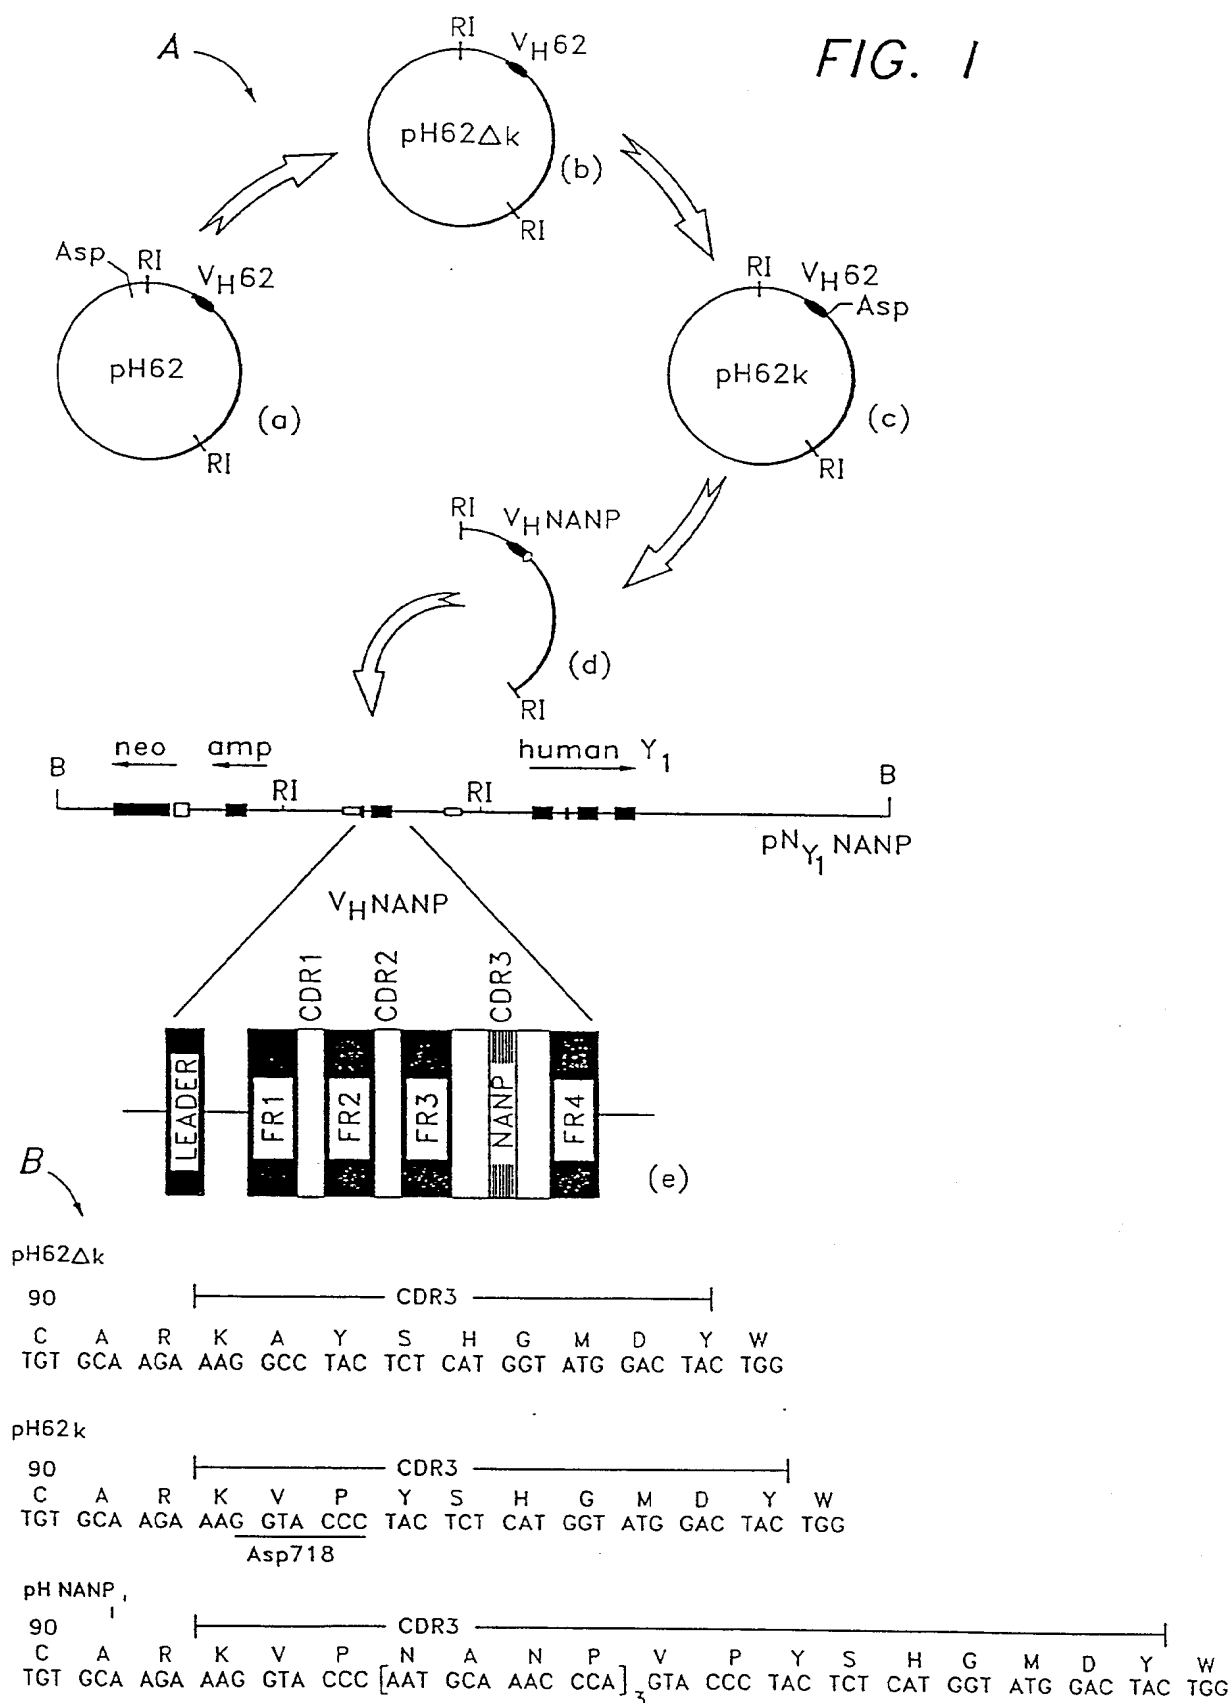 FIG. 1
A
RI
VH62
pH62Δk
(b)
RI
Asp
RI
VH62
pH62
(a)
RI
RI
VH62
Asp
pH62k
(c)
RI
RI
VHNANP
(d)
RI
neo
amp
human γ1
B
RI
RI
B
pNγ1NANP
VHNANP
CDR1
CDR2
CDR3
LEADER
FR1
FR2
FR3
NANP
FR4
(e)
B
pH62Δk
90
CDR3
C A R K A Y S H G M D Y W
TGT GCA AGA AAG GCC TAC TCT CAT GGT ATG GAC TAC TGG
pH62k
90
CDR3
C A R K V P Y S H G M D Y W
TGT GCA AGA AAG GTA CCC TAC TCT CAT GGT ATG GAC TAC TGG
Asp718
pH NANP
90
CDR3
C A R K V P N A N P V P Y S H G M D Y W
TGT GCA AGA AAG GTA CCC [AAT GCA AAC CCA]3 GTA CCC TAC TCT CAT GGT ATG GAC TAC TGG